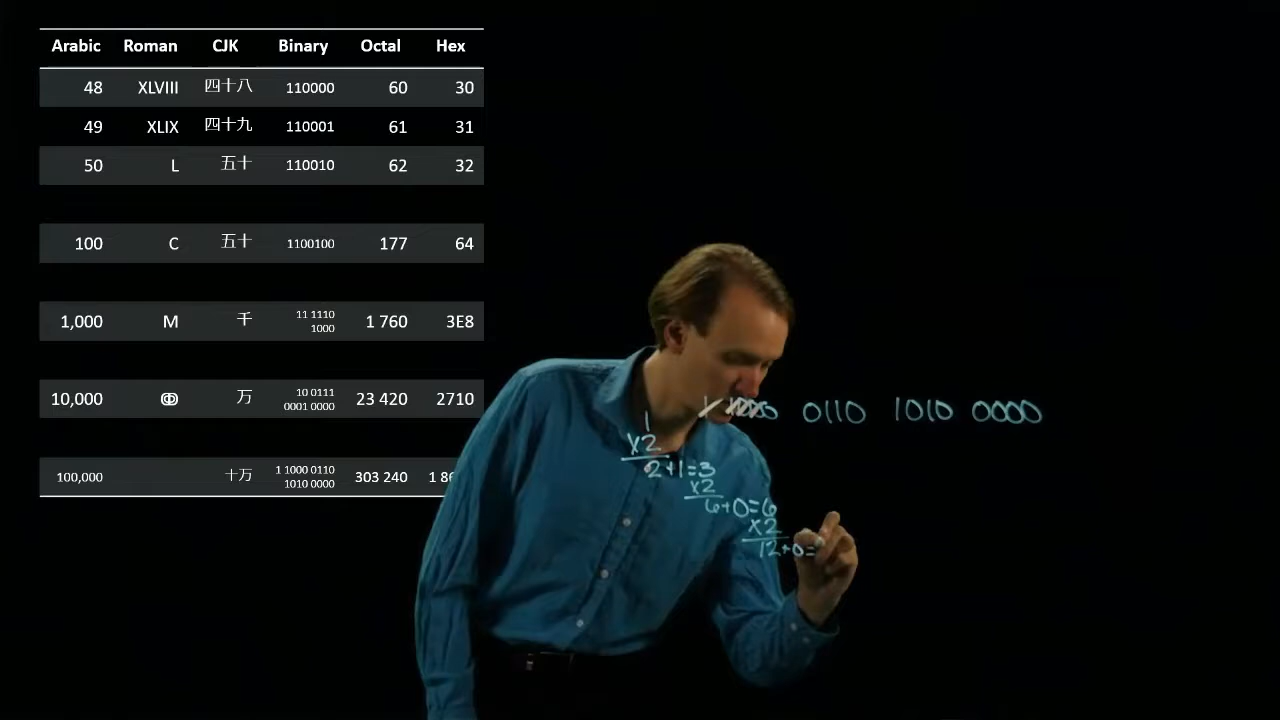 Arabic Roman CJK Binary Octal Hex
48 XLVIII 四十八 110000 60 30
49 XLIX 四十九 110001 61 31
50 L 五十 110010 62 32
100 C 五十 1100100 177 64
1,000 M 千 11 1110 1000 1 760 3E8
10,000 ↂ 万 10 0111 0001 0000 23 420 2710
100,000 十万 1 1000 0110 1010 0000 303 240 1
0110 1010 0000
1
x2
2+1=3
x2
6+0=6
x2
12+0=